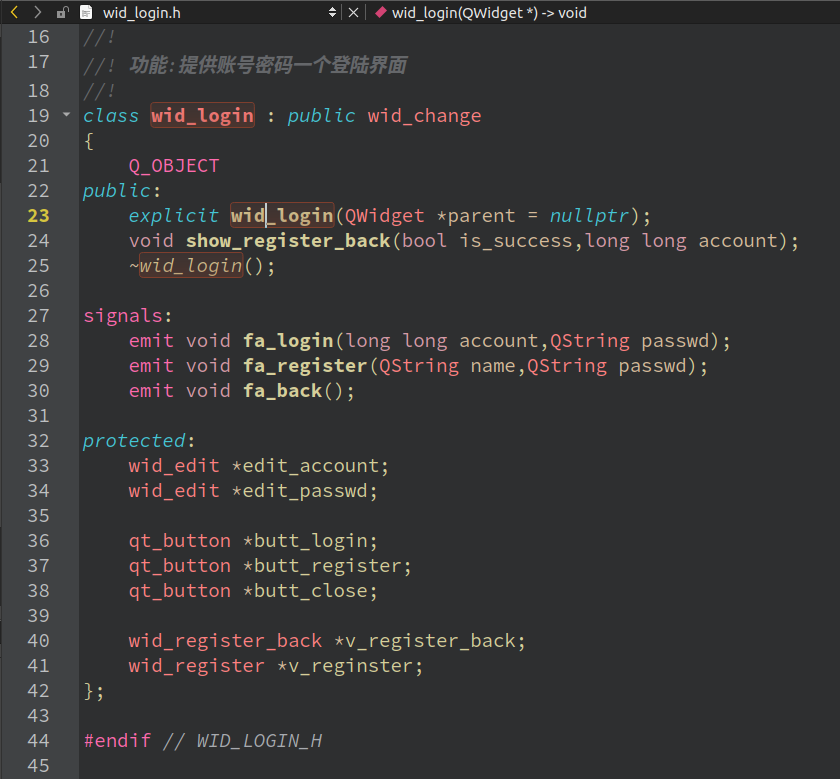 wid_login.h wid_login(QWidget *) -> void
16 //!
17 //! 功能:提供账号密码一个登陆界面
18 //!
19 class wid_login : public wid_change
20 {
21 Q_OBJECT
22 public:
23 explicit wid_login(QWidget *parent = nullptr);
24 void show_register_back(bool is_success,long long account);
25 ~wid_login();
26
27 signals:
28 emit void fa_login(long long account,QString passwd);
29 emit void fa_register(QString name,QString passwd);
30 emit void fa_back();
31
32 protected:
33 wid_edit *edit_account;
34 wid_edit *edit_passwd;
35
36 qt_button *butt_login;
37 qt_button *butt_register;
38 qt_button *butt_close;
39
40 wid_register_back *v_register_back;
41 wid_register *v_reginster;
42 };
43
44 #endif // WID_LOGIN_H
45